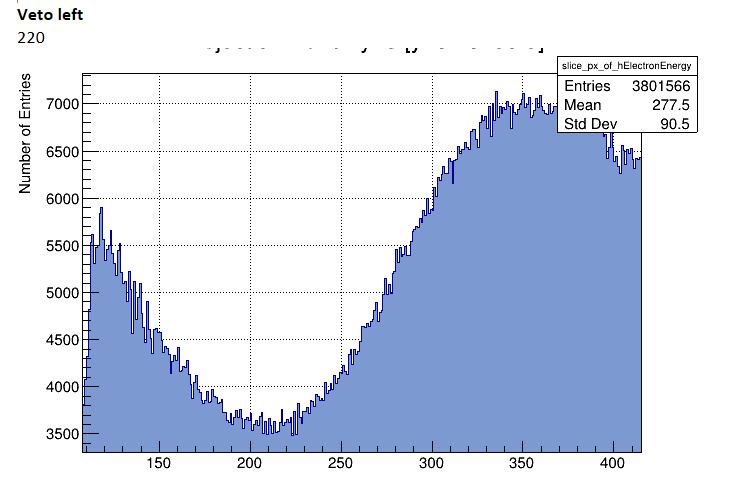 Veto left
220
slice_px_of_hElectronEnergy
Entries 3801566
Mean 277.5
Std Dev 90.5
Number of Entries
7000
6500
6000
5500
5000
4500
4000
3500
150 200 250 300 350 400